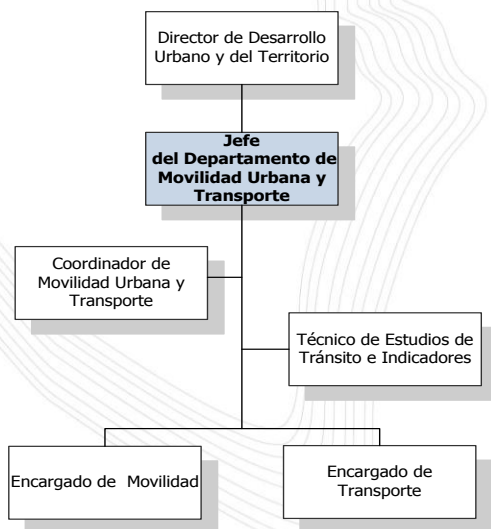 Director de Desarrollo
Urbano y del Territorio
Jefe
del Departamento de
Movilidad Urbana y
Transporte
Coordinador de
Movilidad Urbana y
Transporte
Técnico de Estudios de
Tránsito e Indicadores
Encargado de Movilidad
Encargado de
Transporte